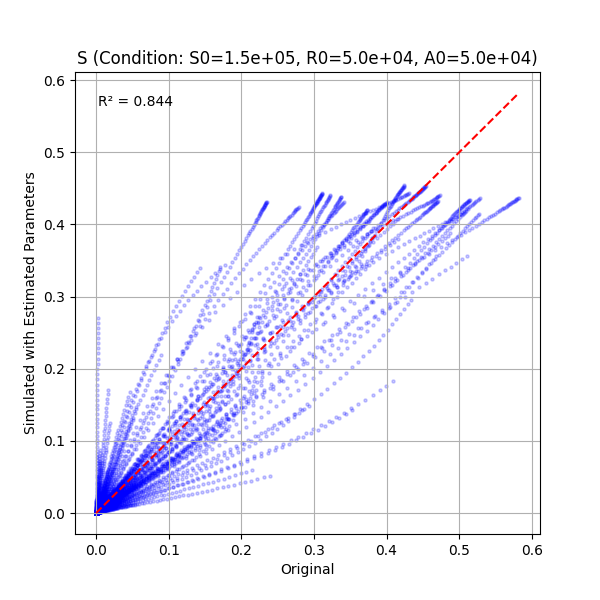 S (Condition: S0=1.5e+05, R0=5.0e+04, A0=5.0e+04)
R² = 0.844
0.6
0.5
0.4
0.3
0.2
0.1
0.0
Simulated with Estimated Parameters
0.0 0.1 0.2 0.3 0.4 0.5 0.6
Original